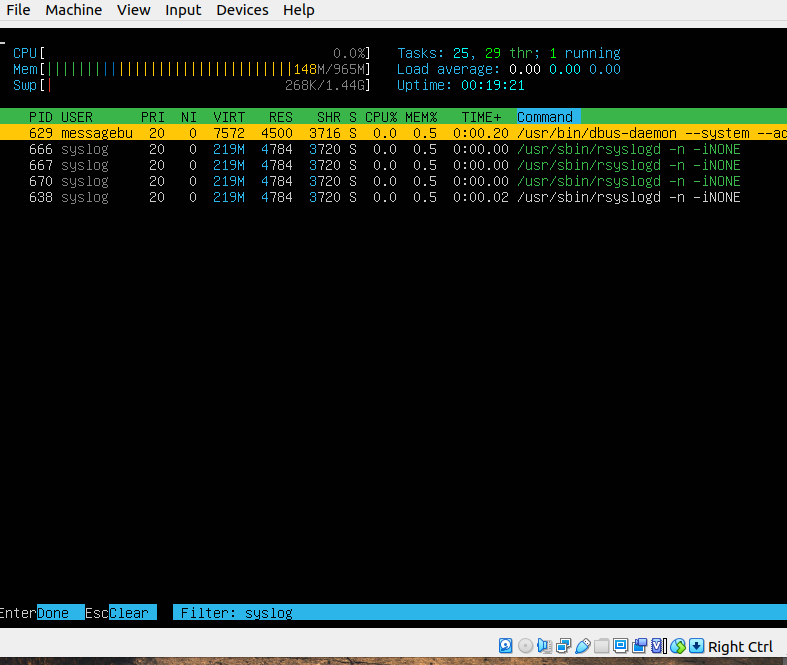 File Machine View Input Devices Help
CPU[ 0.0%] Tasks: 25, 29 thr; 1 running
Mem[||||||||||||||||||||||||||||||||148M/965M] Load average: 0.00 0.00 0.00
Swp[| 268K/1.44G] Uptime: 00:19:21
PID USER PRI NI VIRT RES SHR S CPU% MEM% TIME+ Command
629 messagebu 20 0 7572 4500 3716 S 0.0 0.5 0:00.20 /usr/bin/dbus-daemon --system --ad
666 syslog 20 0 219M 4784 3720 S 0.0 0.5 0:00.00 /usr/sbin/rsyslogd -n -iNONE
667 syslog 20 0 219M 4784 3720 S 0.0 0.5 0:00.00 /usr/sbin/rsyslogd -n -iNONE
670 syslog 20 0 219M 4784 3720 S 0.0 0.5 0:00.00 /usr/sbin/rsyslogd -n -iNONE
638 syslog 20 0 219M 4784 3720 S 0.0 0.5 0:00.02 /usr/sbin/rsyslogd -n -iNONE
EnterDone EscClear Filter: syslog
Right Ctrl